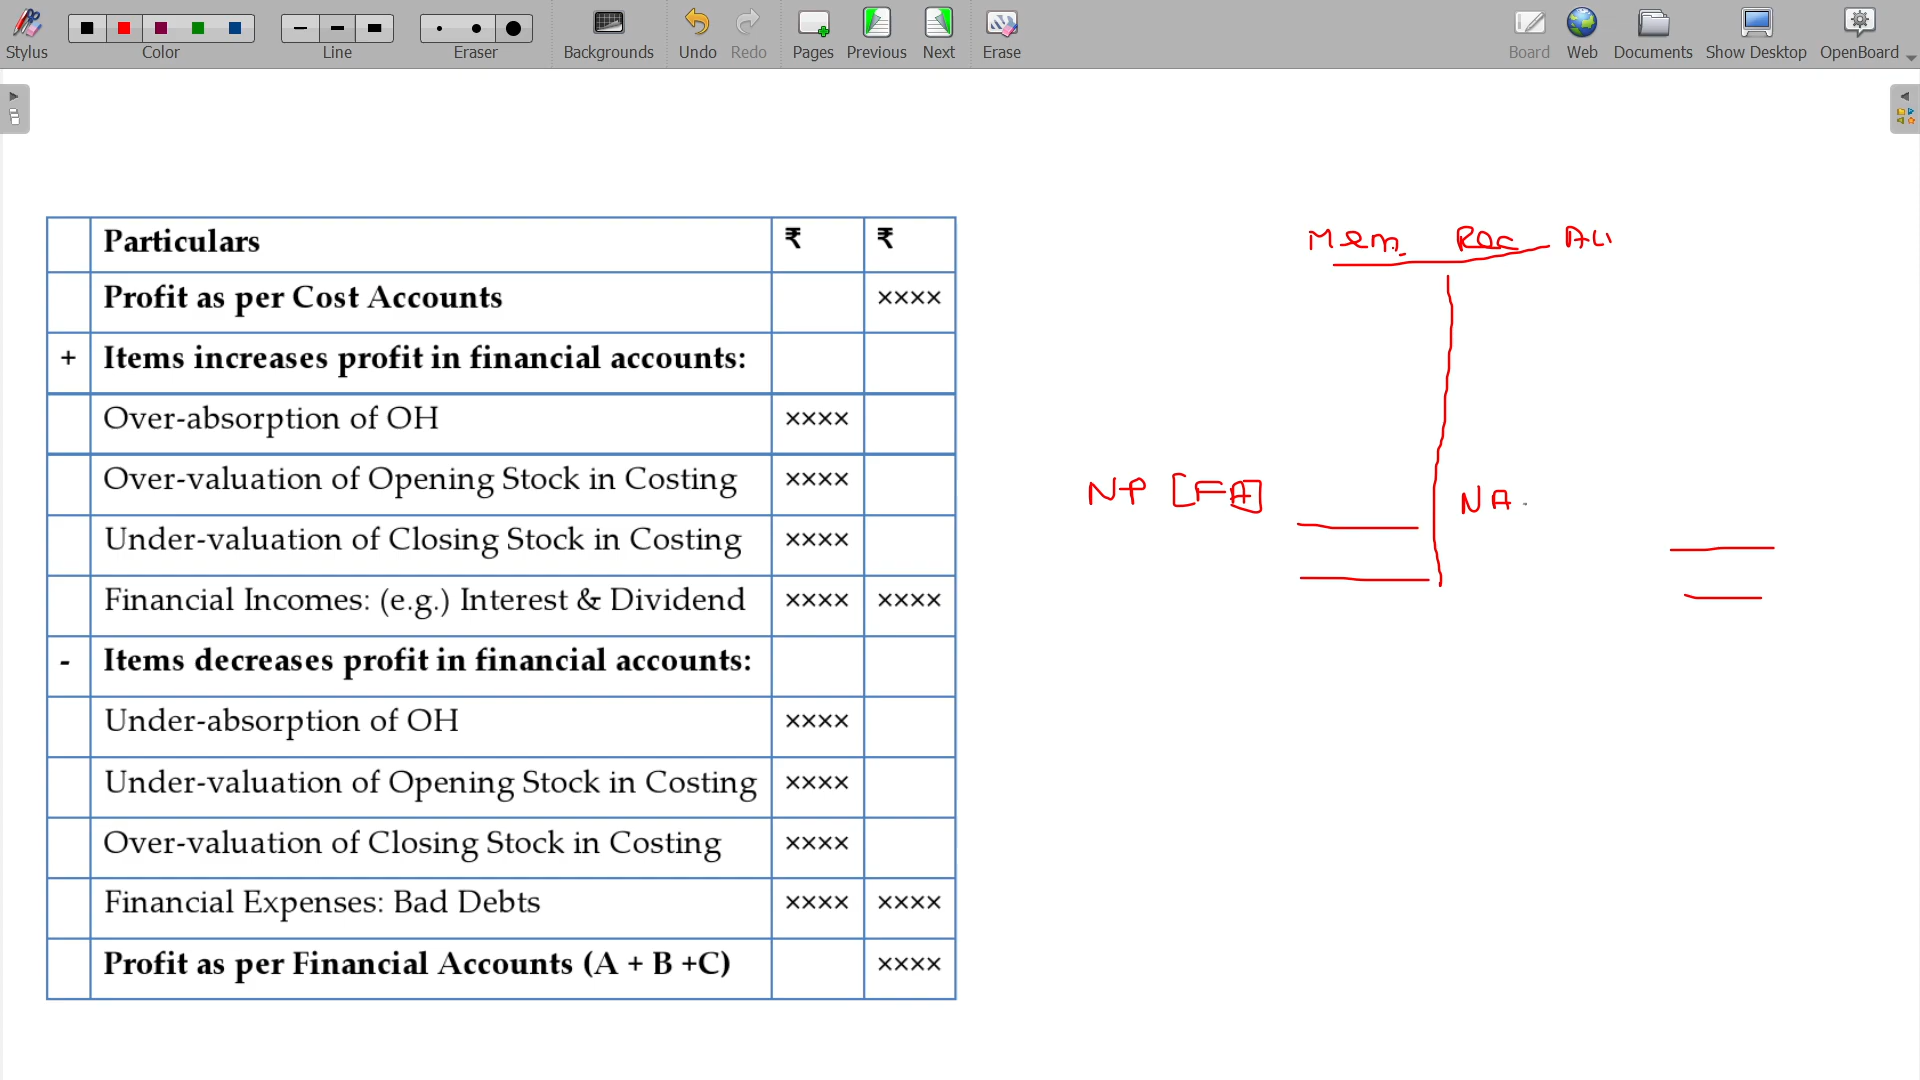 Stylus
Color
Line
Eraser
Backgrounds
Undo
Redo
Pages
Previous
Next
Erase
Board
Web
Documents
Show Desktop
OpenBoard
Particulars ₹ ₹
Profit as per Cost Accounts ××××
+ Items increases profit in financial accounts:
Over-absorption of OH ××××
Over-valuation of Opening Stock in Costing ××××
Under-valuation of Closing Stock in Costing ××××
Financial Incomes: (e.g.) Interest & Dividend ×××× ××××
- Items decreases profit in financial accounts:
Under-absorption of OH ××××
Under-valuation of Opening Stock in Costing ××××
Over-valuation of Closing Stock in Costing ××××
Financial Expenses: Bad Debts ×××× ××××
Profit as per Financial Accounts (A + B +C) ××××
Mem. Rec
NP [FA]
NA